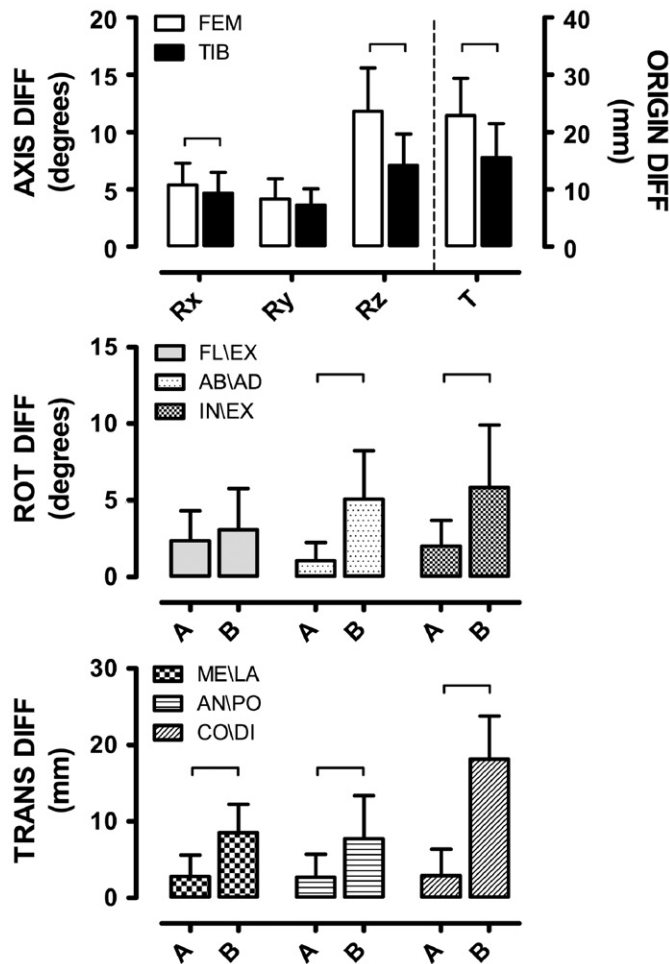 AXIS DIFF
(degrees)
20
15
10
5
0
FEM
TIB
40
30
20
10
0
ORIGIN DIFF
(mm)
Rx
Ry
Rz
T
ROT DIFF
(degrees)
15
10
5
0
FL\EX
AB\AD
IN\EX
A
B
A
B
A
B
TRANS DIFF
(mm)
30
20
10
0
ME\LA
AN\PO
CO\DI
A
B
A
B
A
B